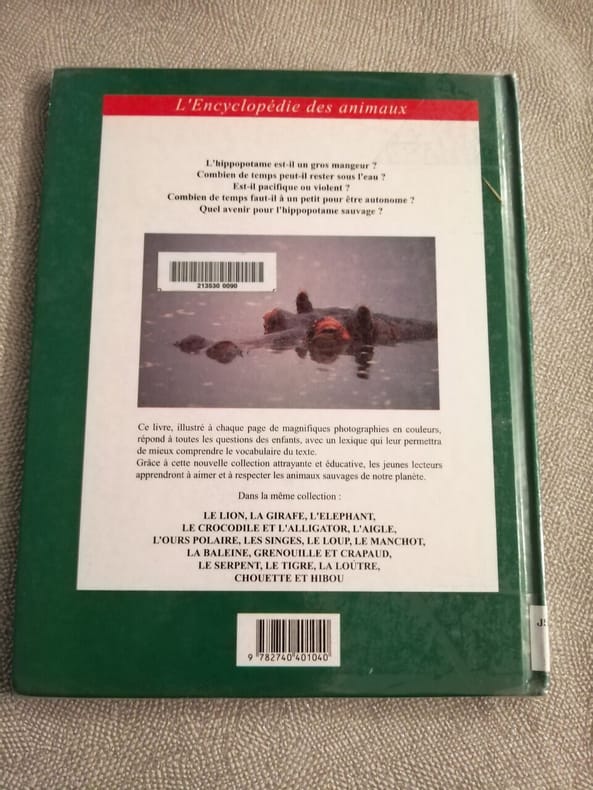 L'Encyclopédie des animaux
L'hippopotame est-il un gros mangeur ?
Combien de temps peut-il rester sous l'eau ?
Est-il pacifique ou violent ?
Combien de temps faut-il à un petit pour être autonome ?
Quel avenir pour l'hippopotame sauvage ?
213530 0090
Ce livre, illustré à chaque page de magnifiques photographies en couleurs,
répond à toutes les questions des enfants, avec un lexique qui leur permettra
de mieux comprendre le vocabulaire du texte.
Grâce à cette nouvelle collection attrayante et éducative, les jeunes lecteurs
apprendront à aimer et à respecter les animaux sauvages de notre planète.
Dans la même collection :
LE LION, LA GIRAFE, L'ELEPHANT,
LE CROCODILE ET L'ALLIGATOR, L'AIGLE,
L'OURS POLAIRE, LES SINGES, LE LOUP, LE MANCHOT,
LA BALEINE, GRENOUILLE ET CRAPAUD,
LE SERPENT, LE TIGRE, LA LOUTRE,
CHOUETTE ET HIBOU
9 782740 401040